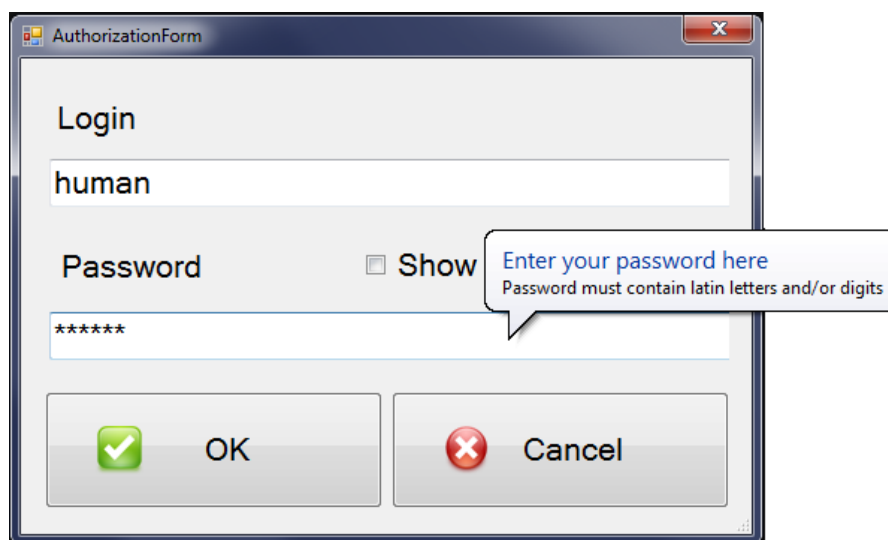 AuthorizationForm
Login
human
Password
Show
Enter your password here
Password must contain latin letters and/or digits
******
OK
Cancel